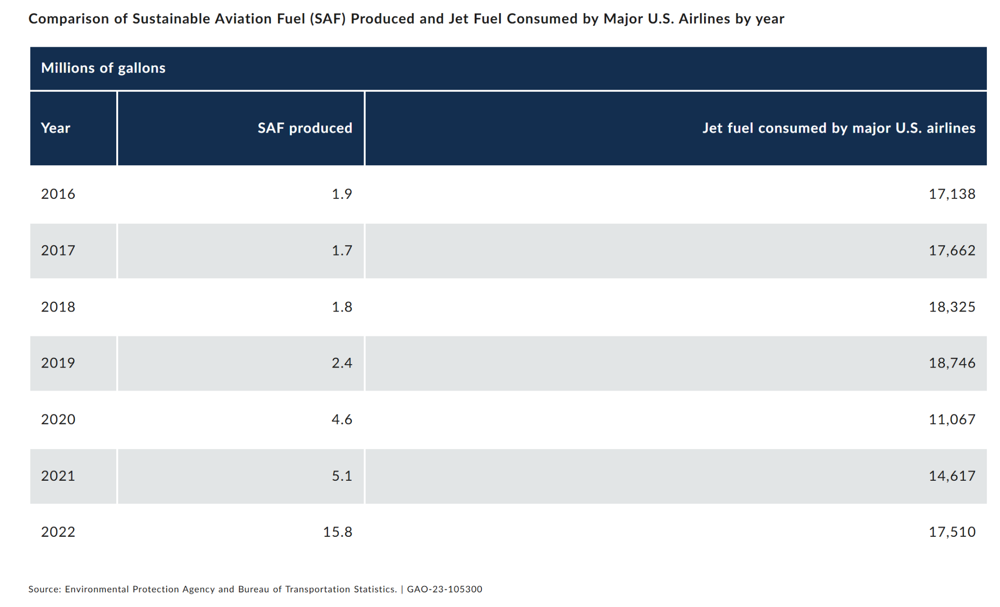 Comparison of Sustainable Aviation Fuel (SAF) Produced and Jet Fuel Consumed by Major U.S. Airlines by year
Millions of gallons
Year SAF produced Jet fuel consumed by major U.S. airlines
2016 1.9 17,138
2017 1.7 17,662
2018 1.8 18,325
2019 2.4 18,746
2020 4.6 11,067
2021 5.1 14,617
2022 15.8 17,510
Source: Environmental Protection Agency and Bureau of Transportation Statistics. | GAO-23-105300